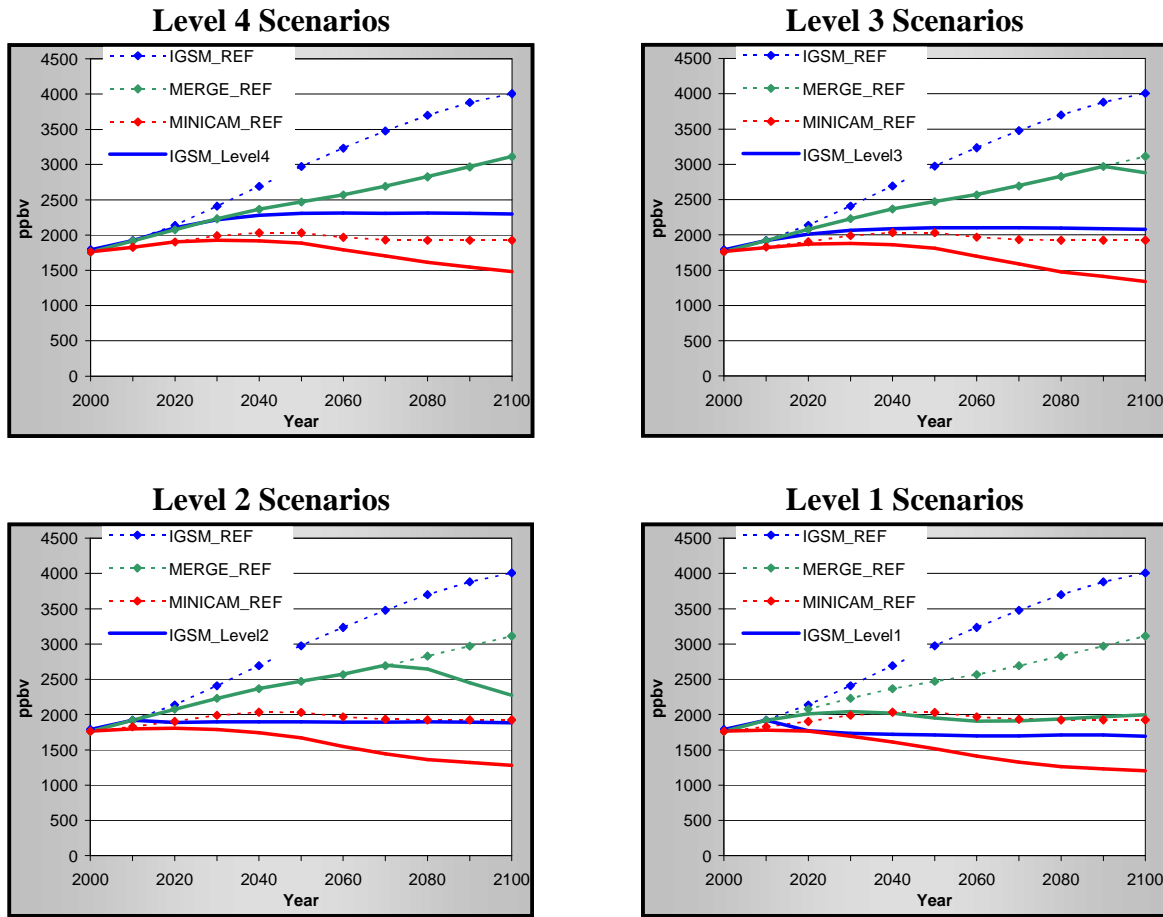 Level 4 Scenarios
4500
4000
3500
3000
2500
2000
1500
1000
500
0
ppbv
IGSM_REF
MERGE_REF
MINICAM_REF
IGSM_Level4
2000 2020 2040 2060 2080 2100
Year
Level 3 Scenarios
4500
4000
3500
3000
2500
2000
1500
1000
500
0
ppbv
IGSM_REF
MERGE_REF
MINICAM_REF
IGSM_Level3
2000 2020 2040 2060 2080 2100
Year
Level 2 Scenarios
4500
4000
3500
3000
2500
2000
1500
1000
500
0
ppbv
IGSM_REF
MERGE_REF
MINICAM_REF
IGSM_Level2
2000 2020 2040 2060 2080 2100
Year
Level 1 Scenarios
4500
4000
3500
3000
2500
2000
1500
1000
500
0
ppbv
IGSM_REF
MERGE_REF
MINICAM_REF
IGSM_Level1
2000 2020 2040 2060 2080 2100
Year